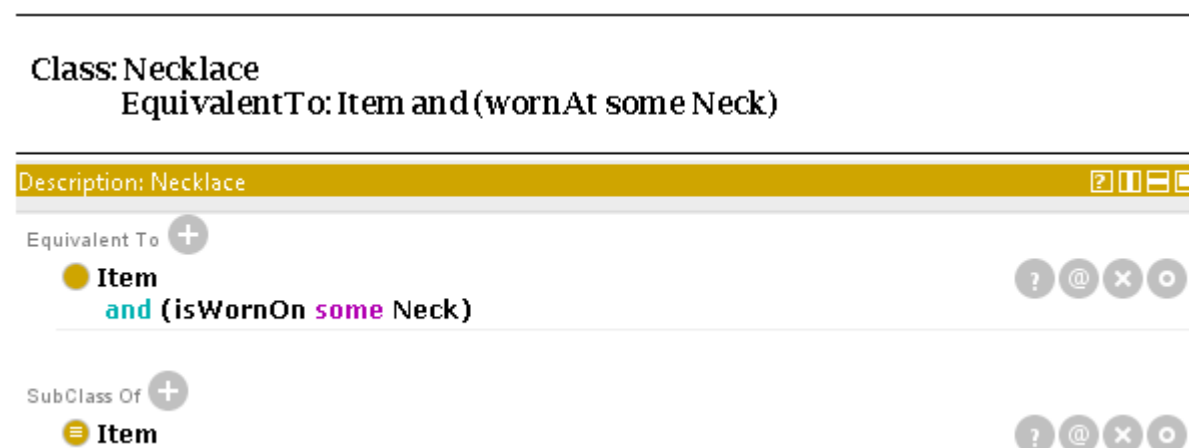 Class: Necklace
EquivalentTo: Item and (wornAt some Neck)
Description: Necklace
Equivalent To
Item
and (isWornOn some Neck)
SubClass Of
Item